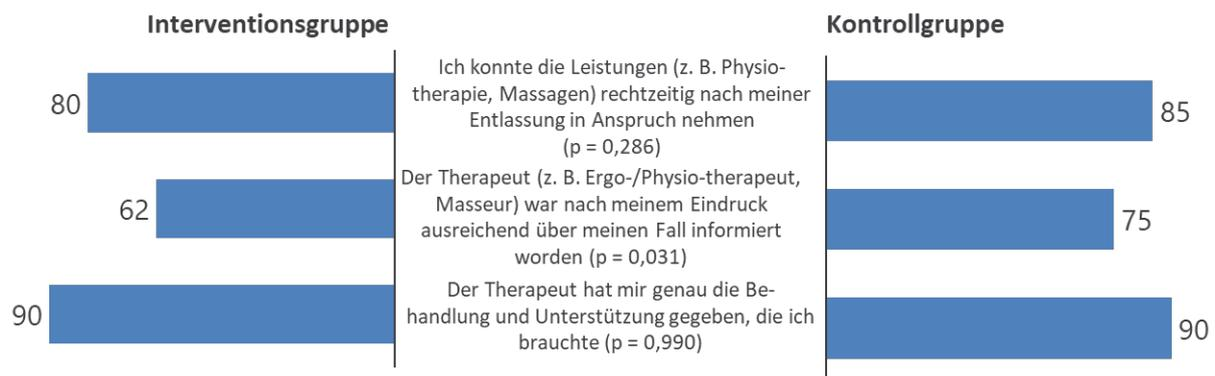 Interventionsgruppe
Kontrollgruppe
Ich konnte die Leistungen (z. B. Physio-
therapie, Massagen) rechtzeitig nach meiner
Entlassung in Anspruch nehmen
(p = 0,286)
80
85
Der Therapeut (z. B. Ergo-/Physio-therapeut,
Masseur) war nach meinem Eindruck
ausreichend über meinen Fall informiert
worden (p = 0,031)
62
75
Der Therapeut hat mir genau die Be-
handlung und Unterstützung gegeben, die ich
brauchte (p = 0,990)
90
90